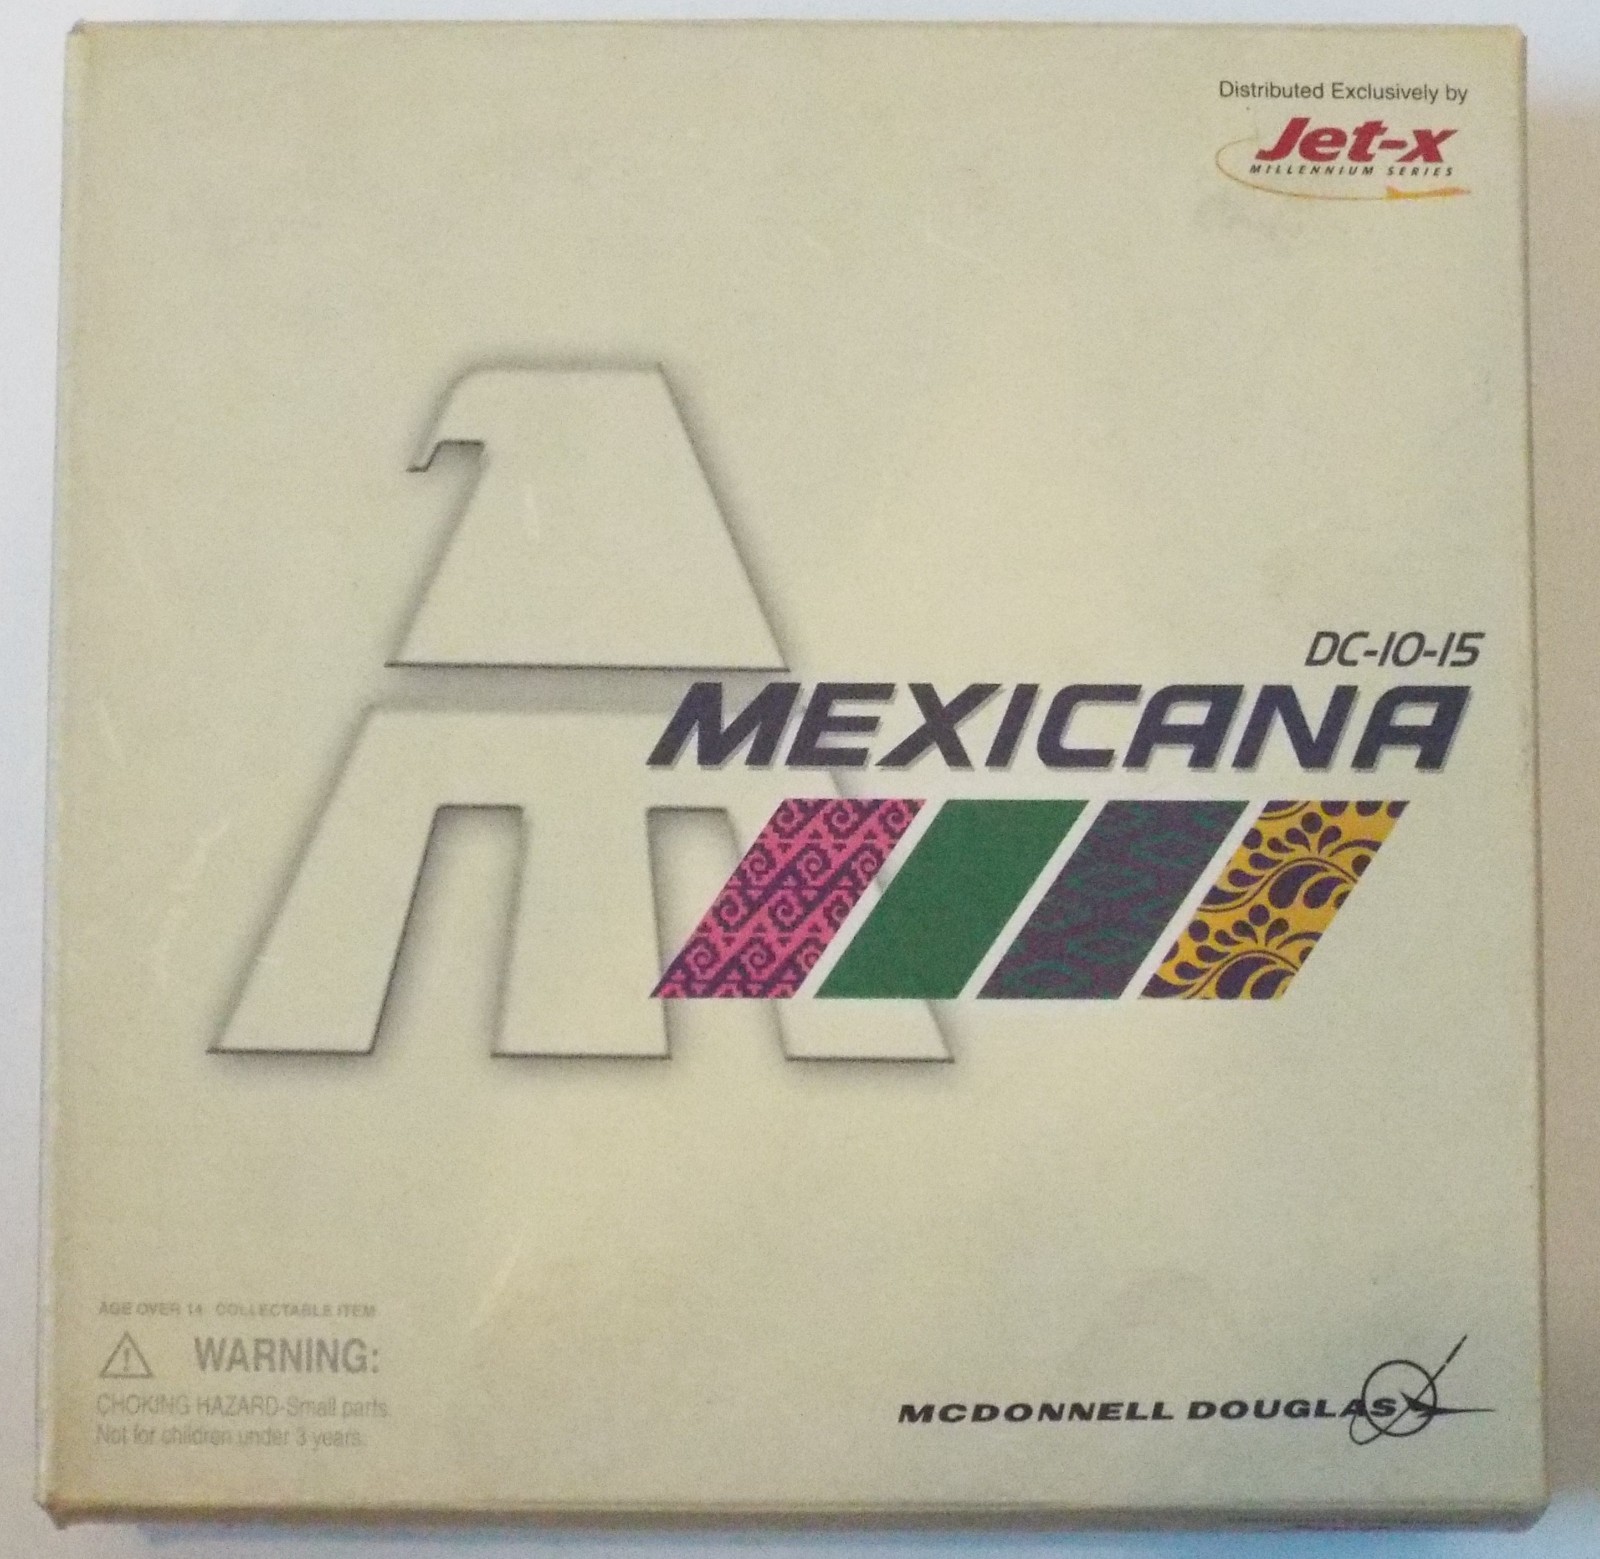 Distributed Exclusively by
Jet-x
MILLENNIUM SERIES
DC-10-15
MEXICANA
AGE OVER 14 COLLECTABLE ITEM
WARNING:
CHOKING HAZARD-Small parts.
Not for children under 3 years.
MCDONNELL DOUGLAS